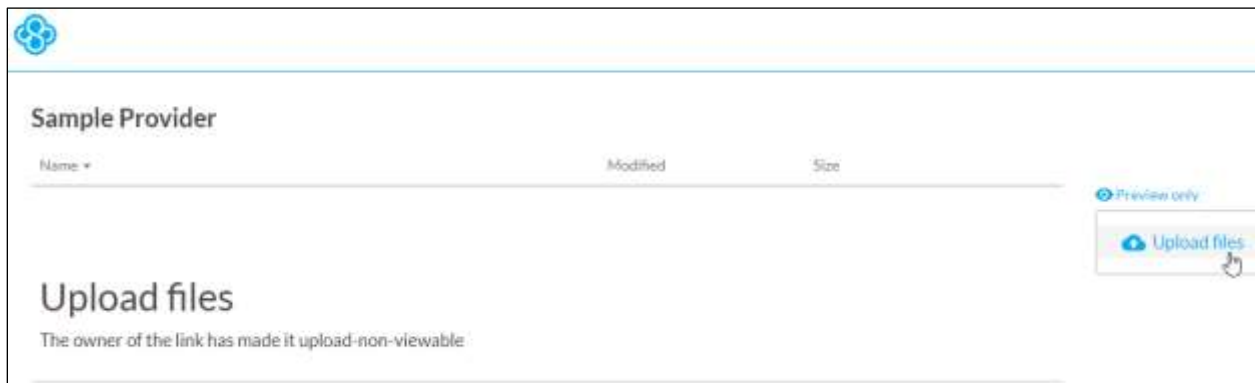 Sample Provider
Name Modified Size
Preview only
Upload files
Upload files
The owner of the link has made it upload-non-viewable